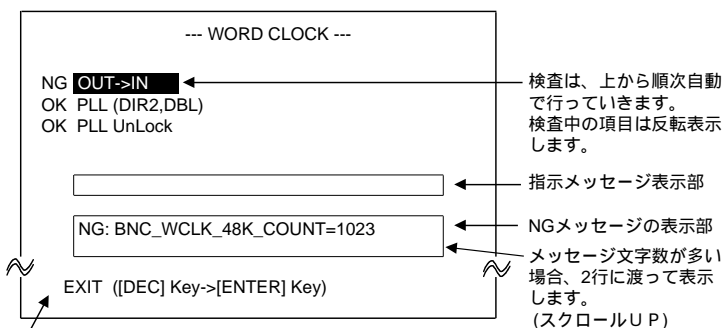 --- WORD CLOCK ---
NG OUT->IN
OK PLL (DIR2,DBL)
OK PLL UnLock
NG: BNC_WCLK_48K_COUNT=1023
EXIT ([DEC] Key->[ENTER] Key)
検査は、上から順次自動
で行っていきます。
検査中の項目は反転表示
します。
指示メッセージ表示部
NGメッセージの表示部
メッセージ文字数が多い
場合、2行に渡って表示
します。
(スクロールＵＰ)